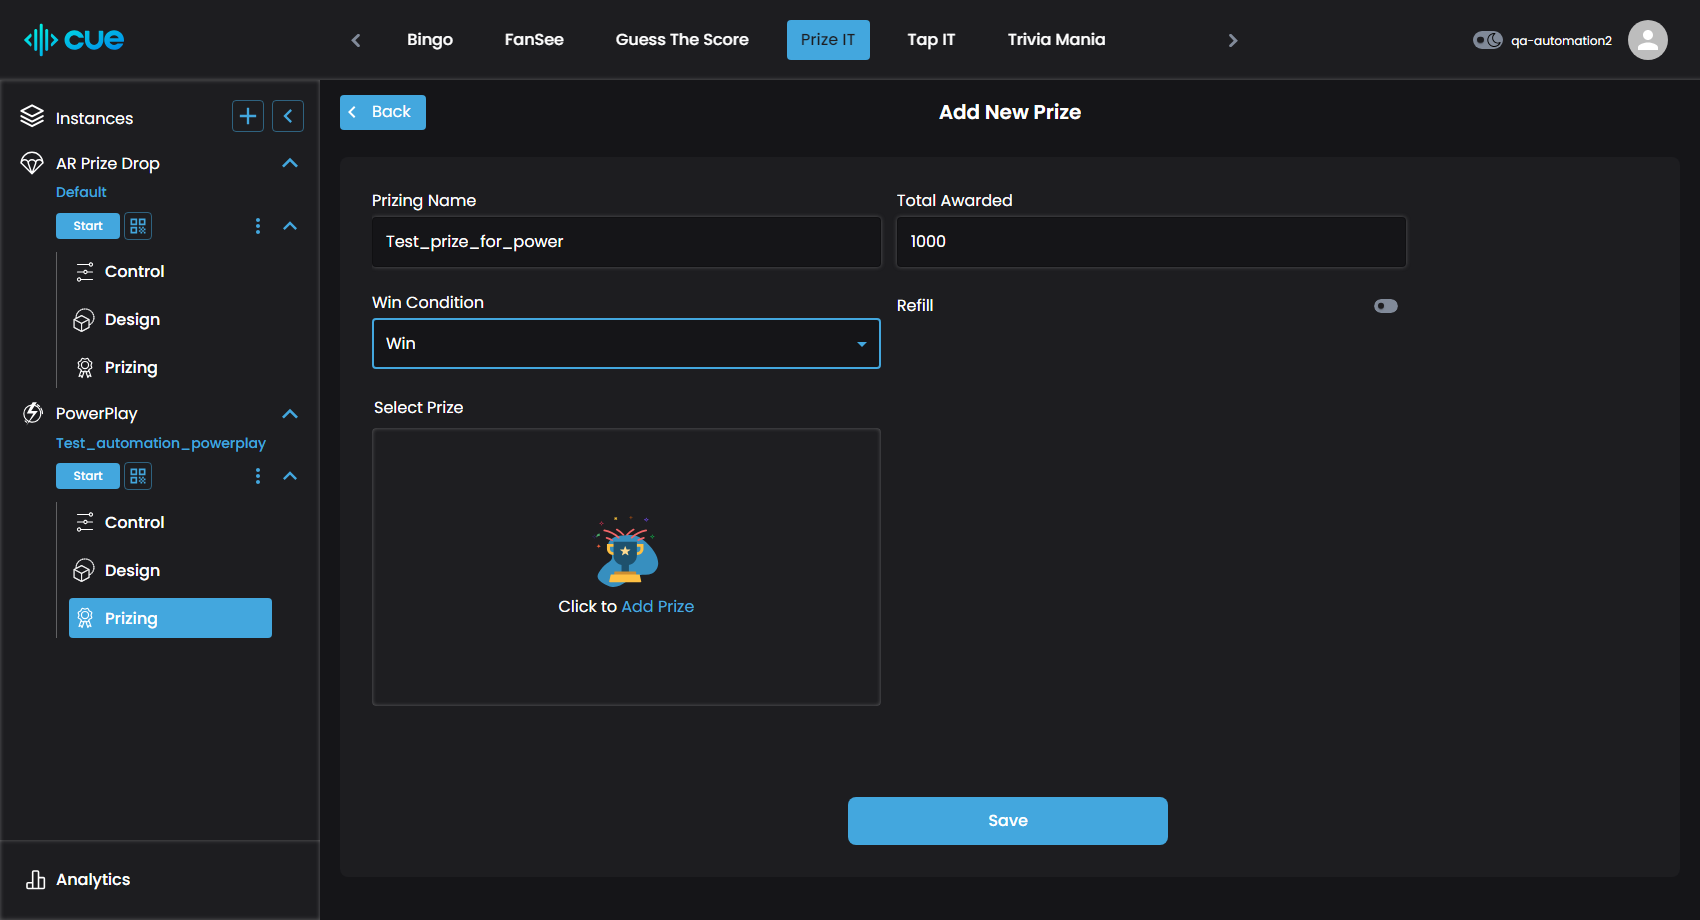 cue
Bingo
FanSee
Guess The Score
Prize IT
Tap IT
Trivia Mania
qa-automation2
Instances
AR Prize Drop
Default
Start
Control
Design
Prizing
PowerPlay
Test_automation_powerplay
Start
Control
Design
Prizing
Analytics
Back
Add New Prize
Prizing Name
Total Awarded
Test_prize_for_power
1000
Win Condition
Refill
Win
Select Prize
Click to Add Prize
Save